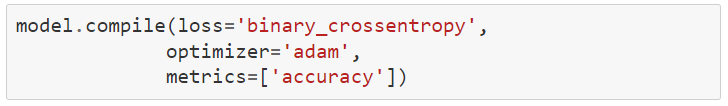 model.compile(loss='binary_crossentropy',
              optimizer='adam',
              metrics=['accuracy'])